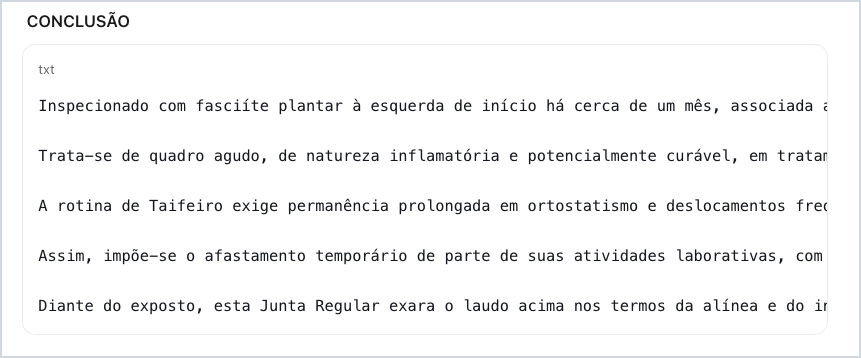 CONCLUSÃO
txt
Inspecionado com fasciíte plantar à esquerda de início há cerca de um mês, associada
Trata-se de quadro agudo, de natureza inflamatória e potencialmente curável, em
A rotina de Taifeiro exige permanência prolongada em ortostatismo e deslocamentos
Assim, impõe-se o afastamento temporário de parte de suas atividades laborativas, com
Diante do exposto, esta Junta Regular exara o laudo acima nos termos da alínea e do